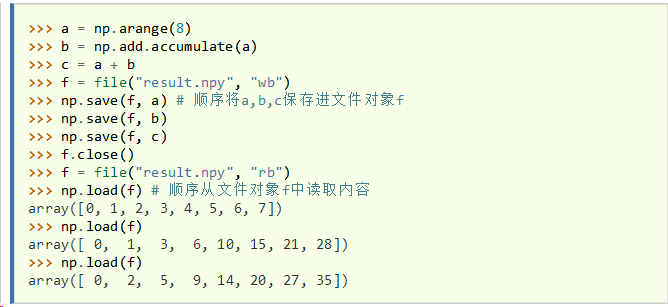 >>> a = np.arange(8)
>>> b = np.add.accumulate(a)
>>> c = a + b
>>> f = file("result.npy", "wb")
>>> np.save(f, a) # 顺序将a,b,c保存进文件对象f
>>> np.save(f, b)
>>> np.save(f, c)
>>> f.close()
>>> f = file("result.npy", "rb")
>>> np.load(f) # 顺序从文件对象f中读取内容
array([0, 1, 2, 3, 4, 5, 6, 7])
>>> np.load(f)
array([ 0,  1,  3,  6, 10, 15, 21, 28])
>>> np.load(f)
array([ 0,  2,  5,  9, 14, 20, 27, 35])